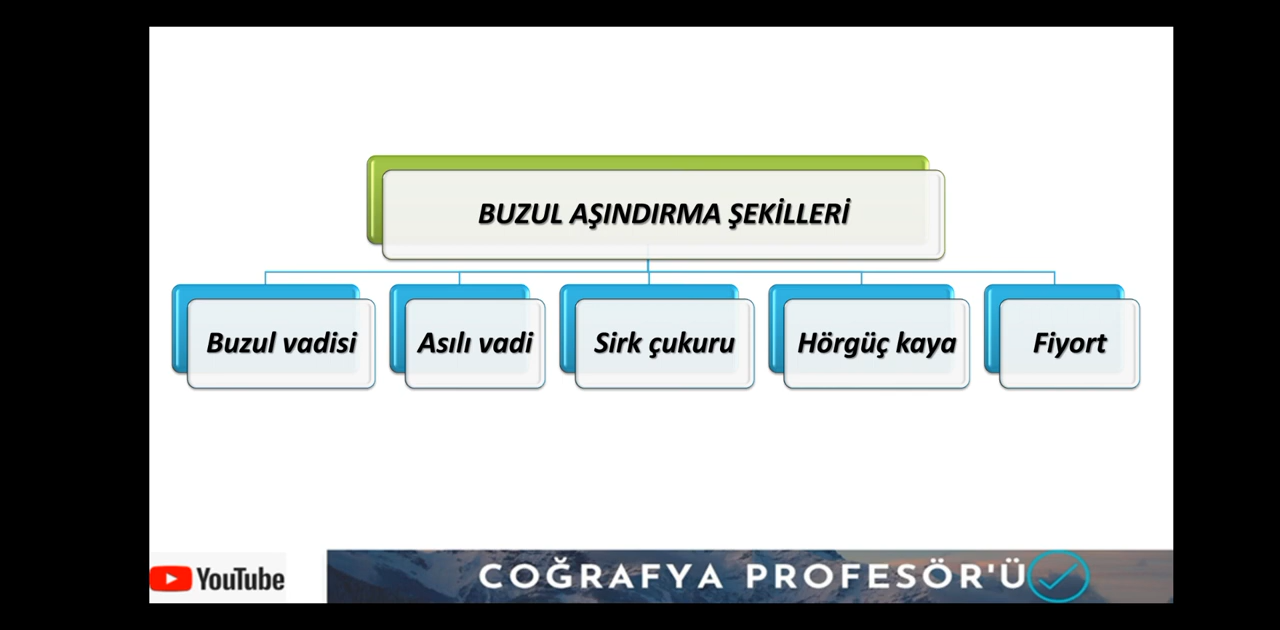 BUZUL AŞINDIRMA ŞEKİLLERİ
Buzul vadisi
Asılı vadi
Sirk çukuru
Hörgüç kaya
Fiyort
YouTube
COĞRAFYA PROFESÖR'Ü